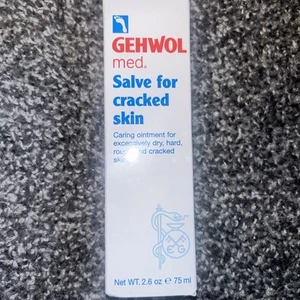 GEHWOL
med.
Salve for
cracked
skin
Caring ointment for
excessively dry, hard,
and cracked
Net WT. 2.6 oz ℮ 75 ml